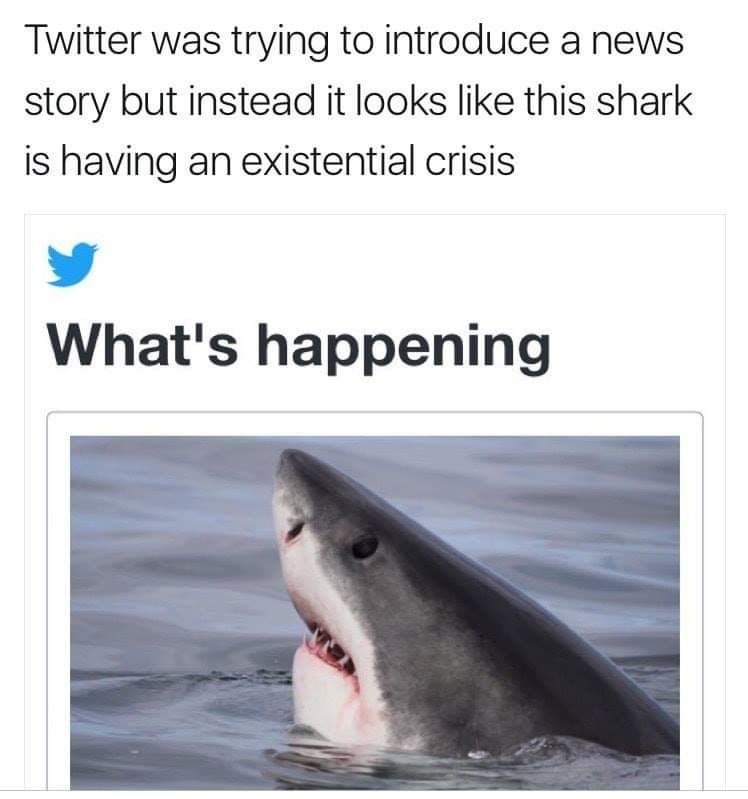 Twitter was trying to introduce a news
story but instead it looks like this shark
is having an existential crisis
What's happening